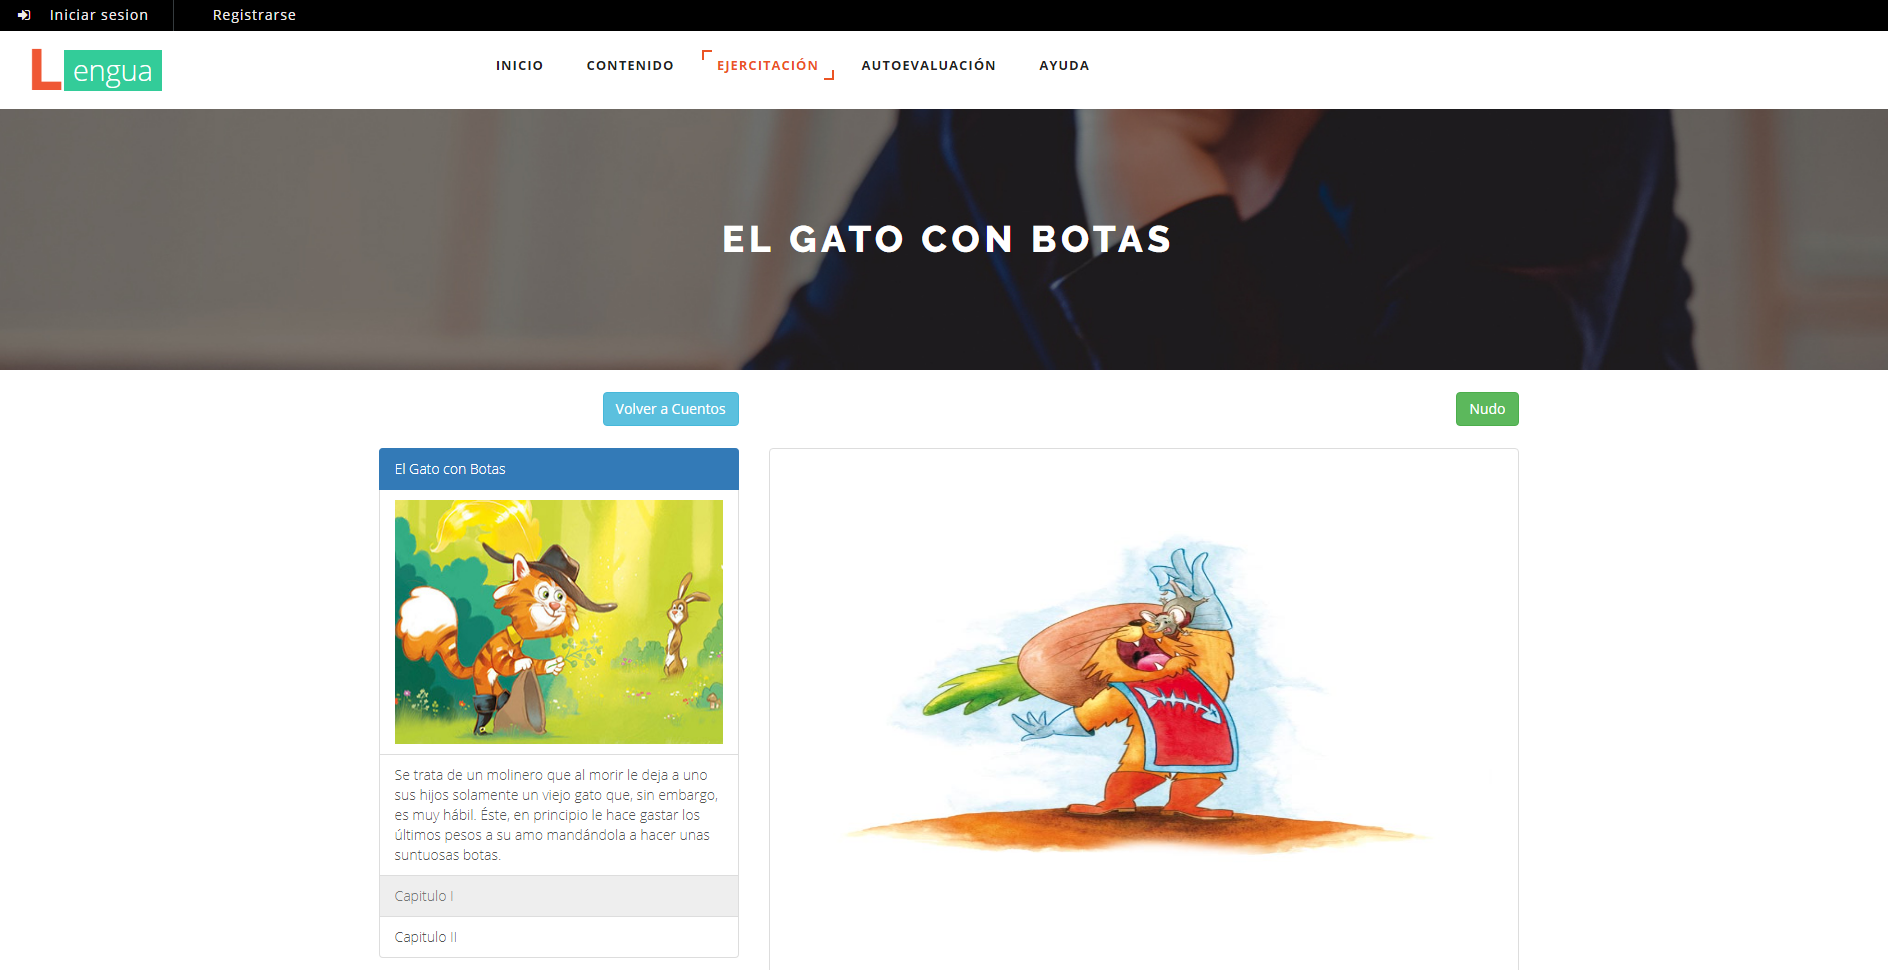 Iniciar sesion
Registrarse
Lengua
INICIO
CONTENIDO
EJERCITACIÓN
AUTOEVALUACIÓN
AYUDA
EL GATO CON BOTAS
Volver a Cuentos
Nudo
El Gato con Botas
Se trata de un molinero que al morir le deja a uno
sus hijos solamente un viejo gato que, sin embargo,
es muy hábil. Éste, en principio le hace gastar los
últimos pesos a su amo mandándola a hacer unas
suntuosas botas.
Capitulo I
Capitulo II